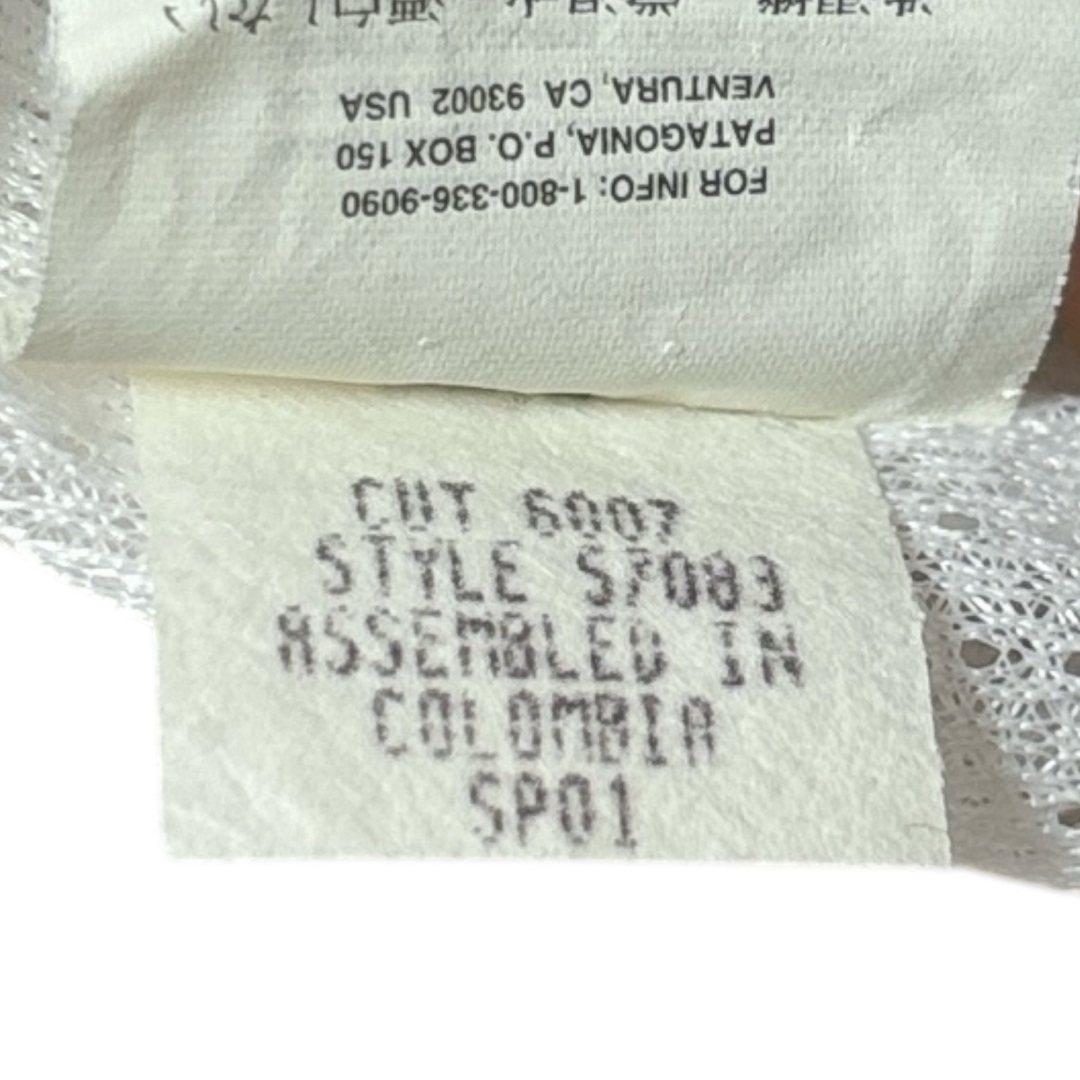 VENTURA, CA 93002 USA
PATAGONIA, P.O. BOX 150
FOR INFO: 1-800-336-9090
CUT 6007
STYLE S7083
ASSEMBLED IN
COLOMBIA
SP01